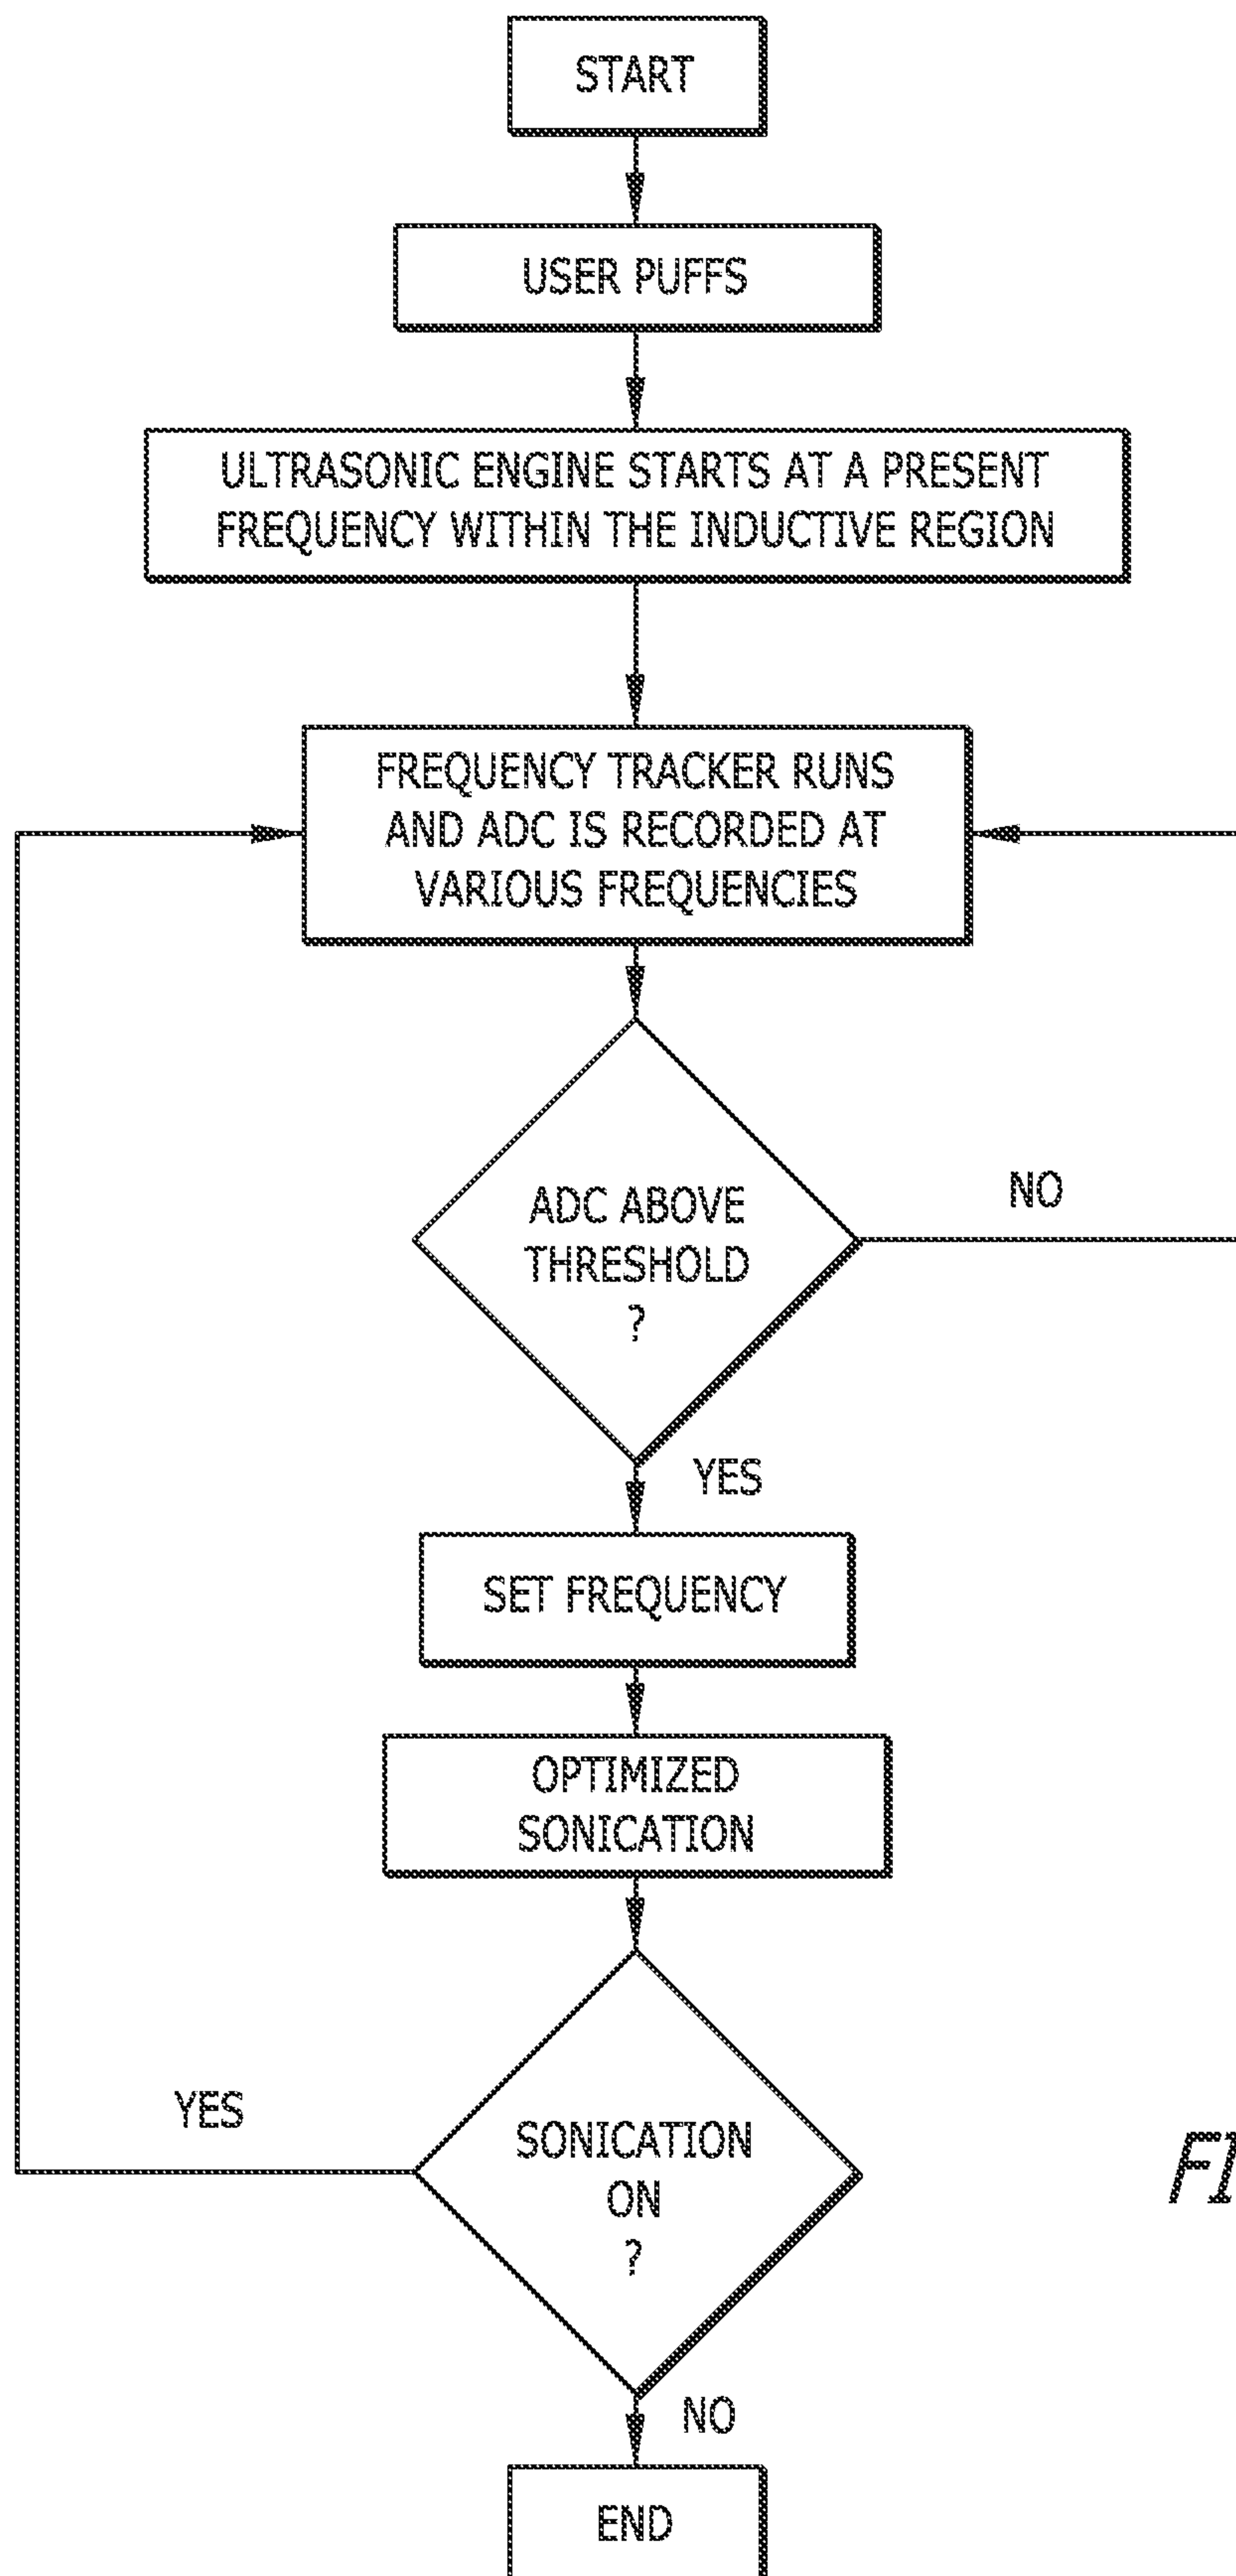 START
USER PUFFS
ULTRASONIC ENGINE STARTS AT A PRESENT
FREQUENCY WITHIN THE INDUCTIVE REGION
FREQUENCY TRACKER RUNS
AND ADC IS RECORDED AT
VARIOUS FREQUENCIES
ADC ABOVE
THRESHOLD
?
NO
YES
SET FREQUENCY
OPTIMIZED
SONICATION
YES
SONICATION
ON
?
NO
END